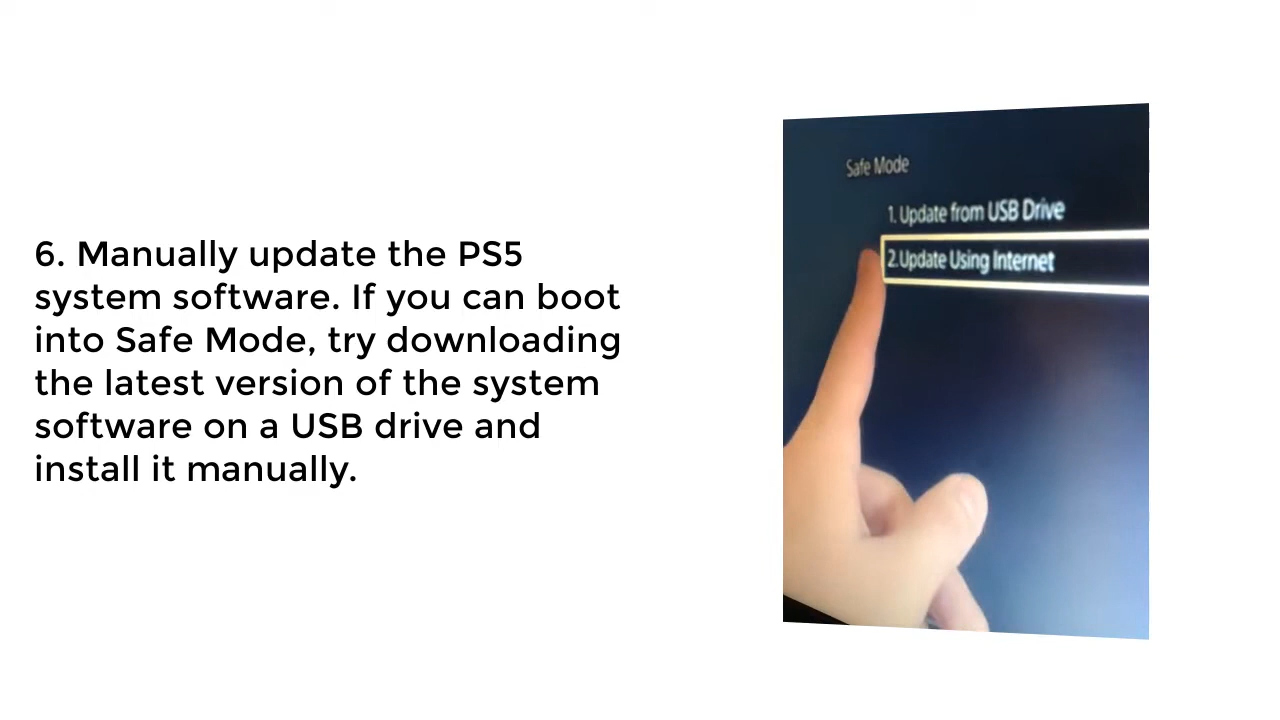 6. Manually update the PS5
system software. If you can boot
into Safe Mode, try downloading
the latest version of the system
software on a USB drive and
install it manually.
Safe Mode
1. Update from USB Drive
2.Update Using Internet